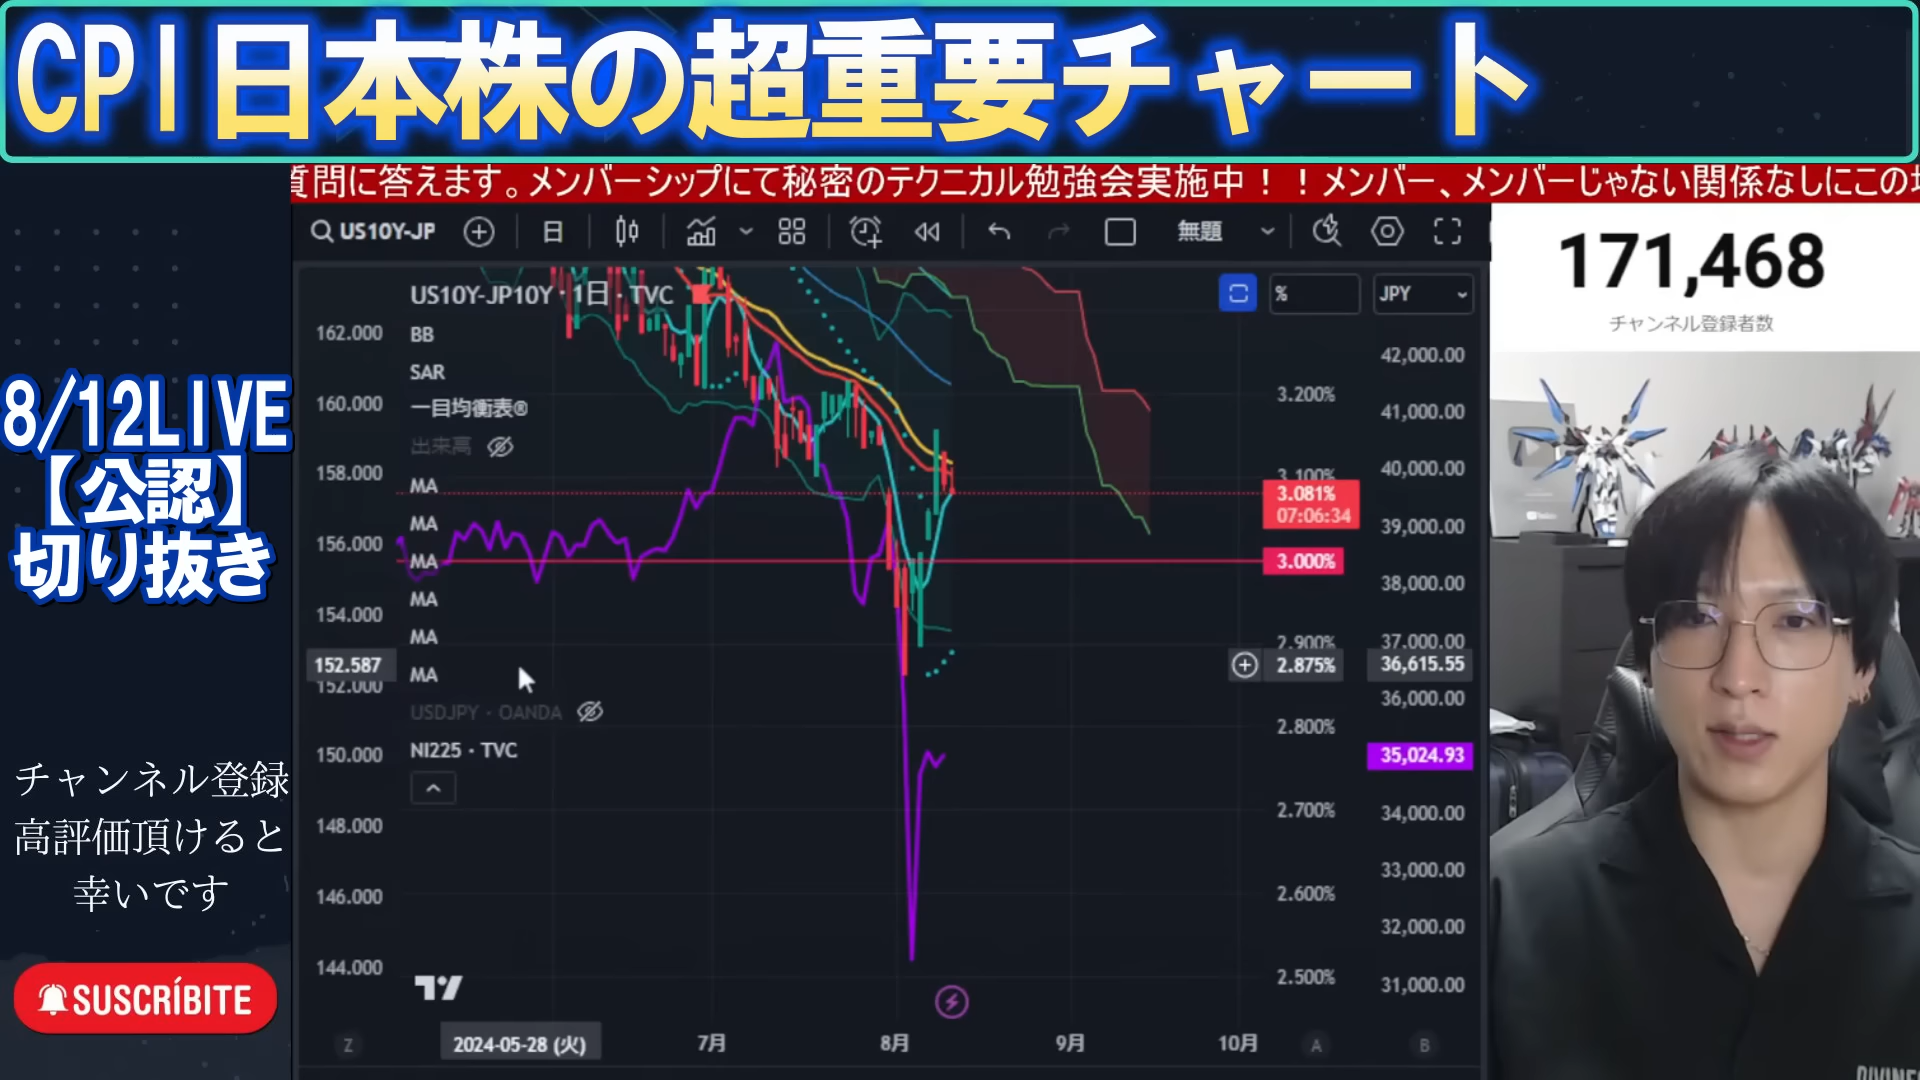 CPI日本株の超重要チャート
質問に答えます。メンバーシップにて秘密のテクニカル勉強会実施中！！メンバー、メンバーじゃない関係なしにこの
US10Y-JP
日
無題
171,468
チャンネル登録者数
US10Y-JP10Y · 1日 · TVC
%
JPY
BB
SAR
一目均衡表®
出来高
MA
MA
MA
MA
MA
MA
USDJPY · OANDA
NI225 · TVC
162.000
160.000
158.000
156.000
154.000
152.587
152.000
150.000
148.000
146.000
144.000
3.200%
3.100%
3.081%
07:06:34
3.000%
2.900%
2.875%
2.800%
2.700%
2.600%
2.500%
42,000.00
41,000.00
40,000.00
39,000.00
38,000.00
37,000.00
36,615.55
36,000.00
35,024.93
34,000.00
33,000.00
32,000.00
31,000.00
Z
2024-05-28 (火)
7月
8月
9月
10月
A
B
8/12LIVE
【公認】
切り抜き
チャンネル登録
高評価頂けると
幸いです
SUSCRÍBITE